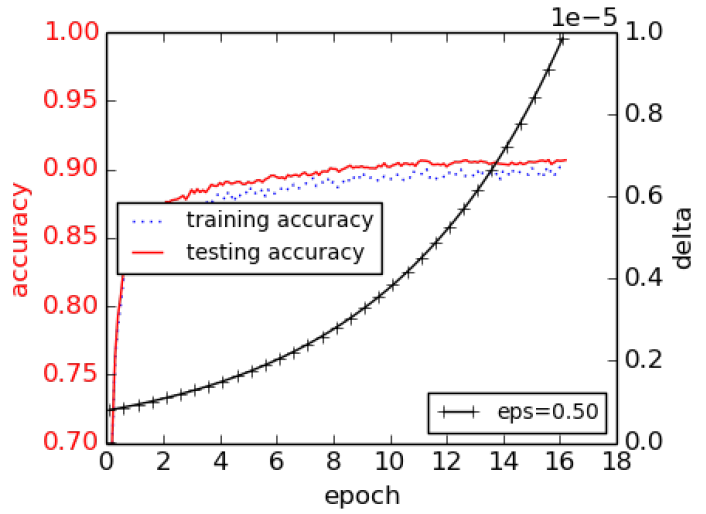 1e−5
1.00
0.95
0.90
0.85
0.80
0.75
0.70
accuracy
training accuracy
testing accuracy
eps=0.50
1.0
0.8
0.6
0.4
0.2
0.0
delta
0 2 4 6 8 10 12 14 16 18
epoch